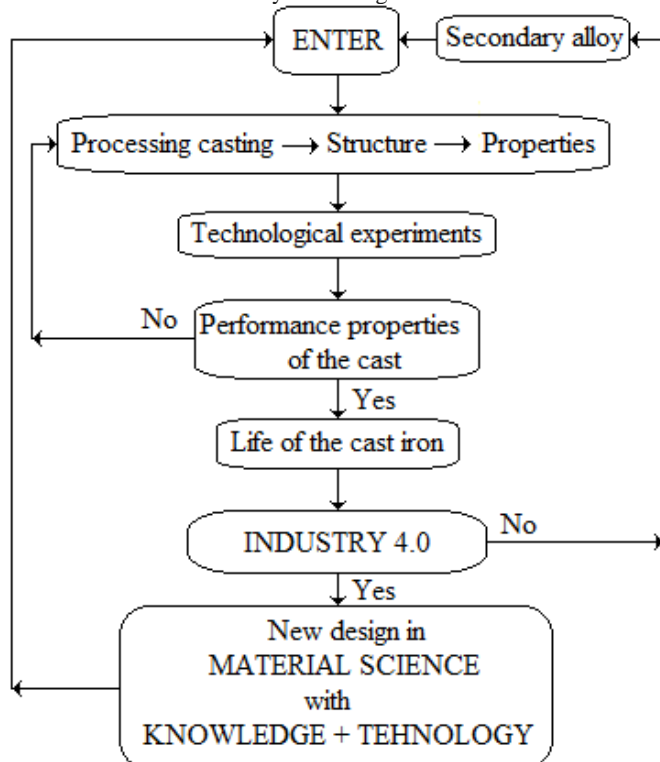 ENTER
Secondary alloy
Processing casting → Structure → Properties
Technological experiments
No
Performance properties
of the cast
Yes
Life of the cast iron
INDUSTRY 4.0
No
Yes
New design in
MATERIAL SCIENCE
with
KNOWLEDGE + TEHNOLOGY